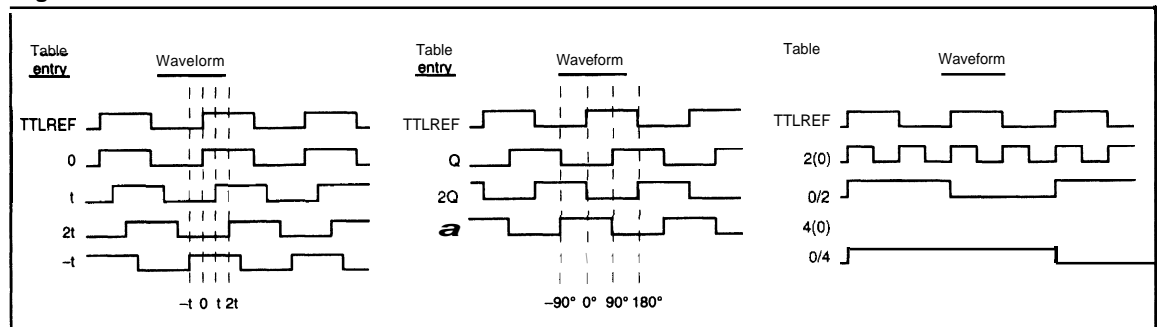 Table
entry
Wavelorm
TTLREF
0
t
2t
–t
–t 0 t 2t
Table
entry
Waveform
TTLREF
Q
2Q
a
–90° 0° 90° 180°
Table
Waveform
TTLREF
2(0)
0/2
4(0)
0/4